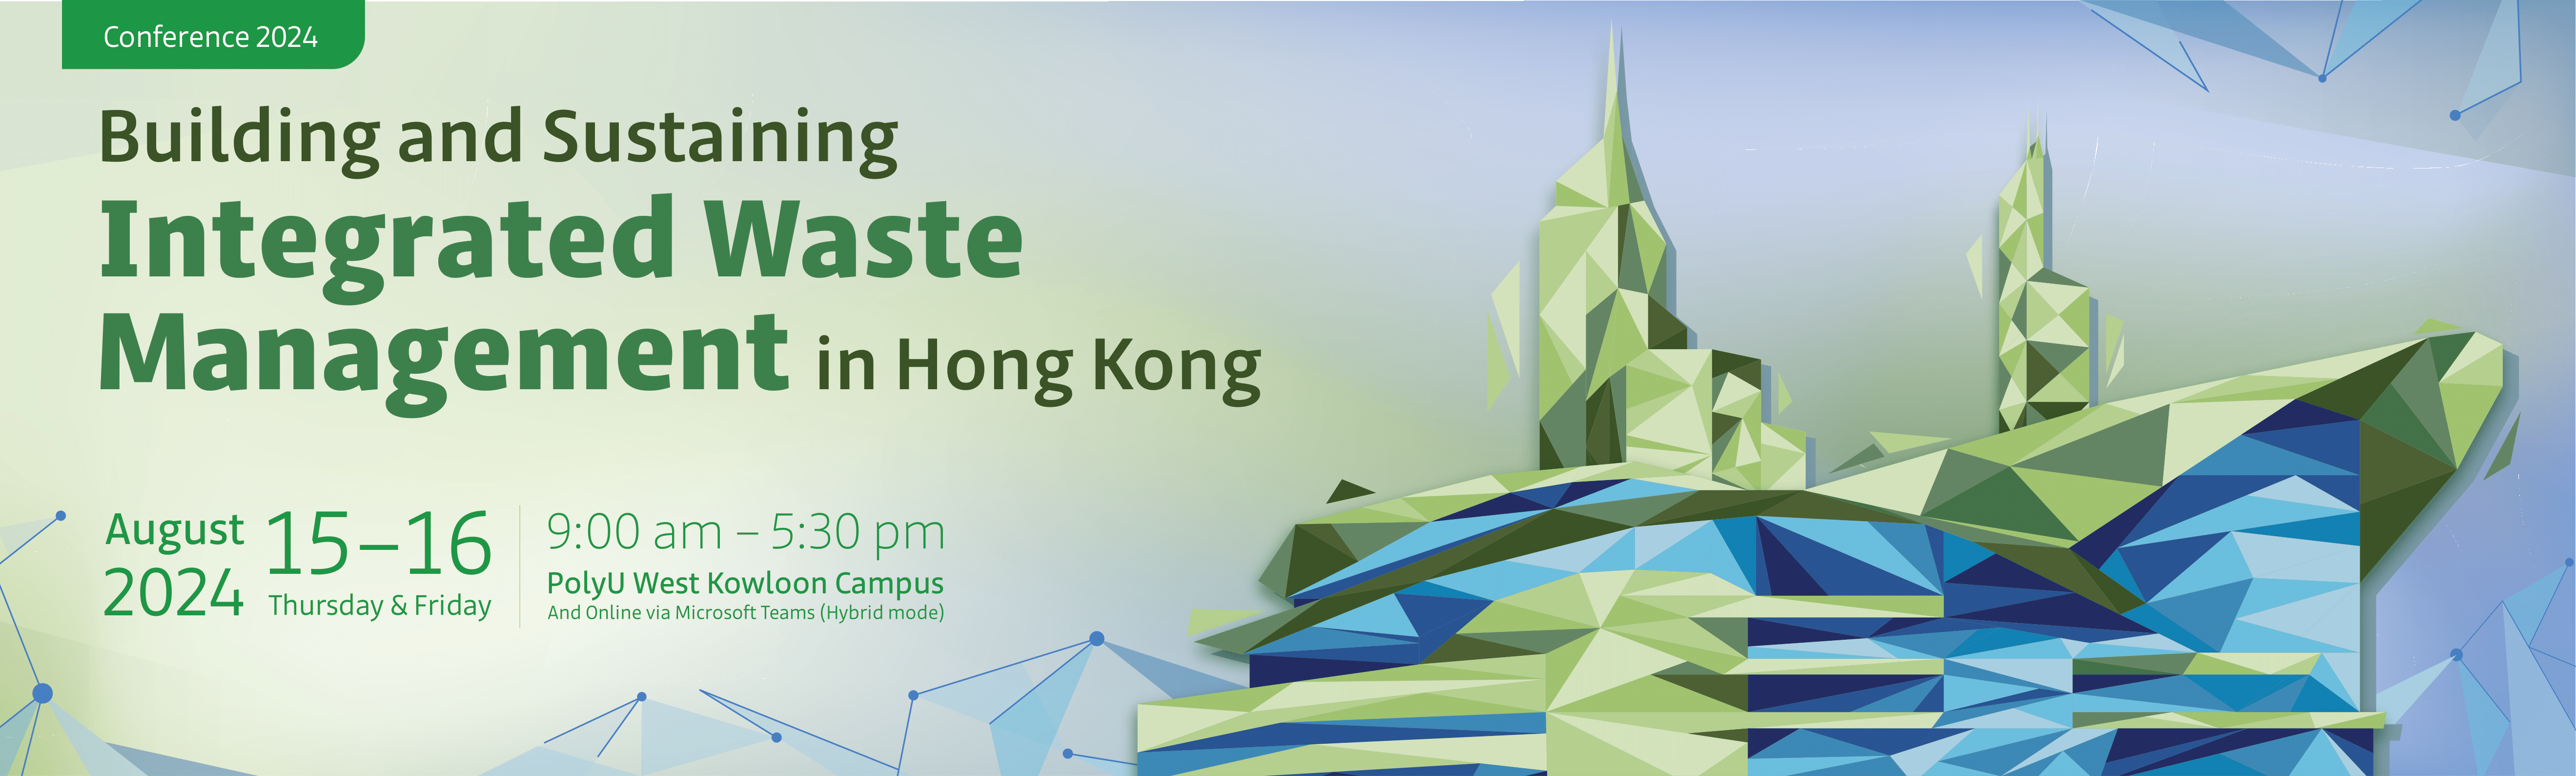 Conference 2024
Building and Sustaining
Integrated Waste
Management in Hong Kong
August 2024
15–16
Thursday & Friday
9:00 am – 5:30 pm
PolyU West Kowloon Campus
And Online via Microsoft Teams (Hybrid mode)